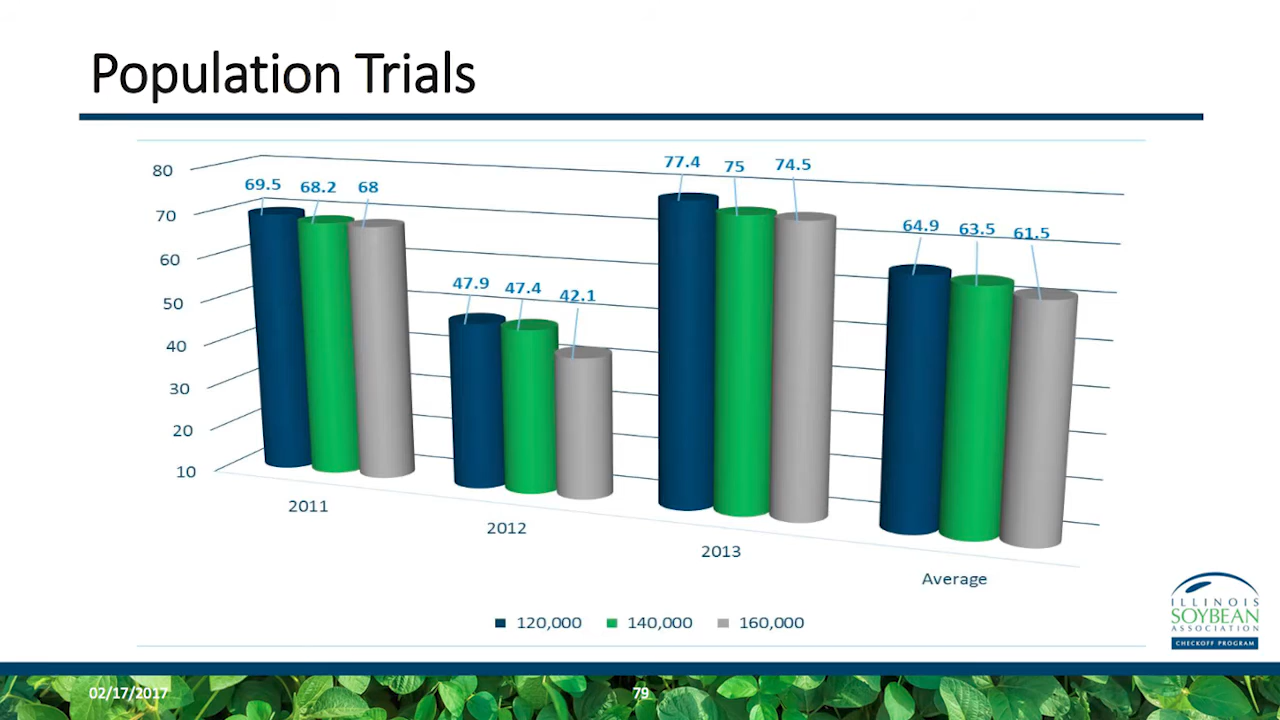 Population Trials
80
70
60
50
40
30
20
10
69.5 68.2 68
47.9 47.4 42.1
77.4 75 74.5
64.9 63.5 61.5
2011
2012
2013
Average
120,000 140,000 160,000
ILLINOIS
SOYBEAN
ASSOCIATION
CHECKOFF PROGRAM
02/17/2017 79